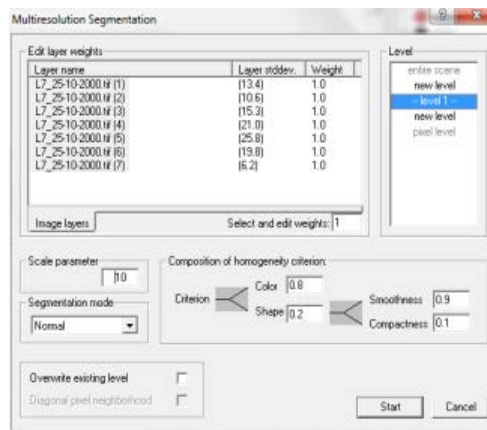 Multiresolution Segmentation
Edit layer weights
Layer name Layer stddev. Weight
L7_25-10-2000.tif (1) (13.4) 1.0
L7_25-10-2000.tif (2) (10.6) 1.0
L7_25-10-2000.tif (3) (15.3) 1.0
L7_25-10-2000.tif (4) (21.0) 1.0
L7_25-10-2000.tif (5) (25.8) 1.0
L7_25-10-2000.tif (6) (19.8) 1.0
L7_25-10-2000.tif (7) (6.2) 1.0
Image layers
Select and edit weights: 1
Level
entire scene
new level
-- level 1 --
new level
pixel level
Scale parameter
10
Segmentation mode
Normal
Composition of homogeneity criterion:
Criterion
Color 0.8
Shape 0.2
Smoothness 0.9
Compactness 0.1
Overwrite existing level
Diagonal pixel neighborhood
Start Cancel